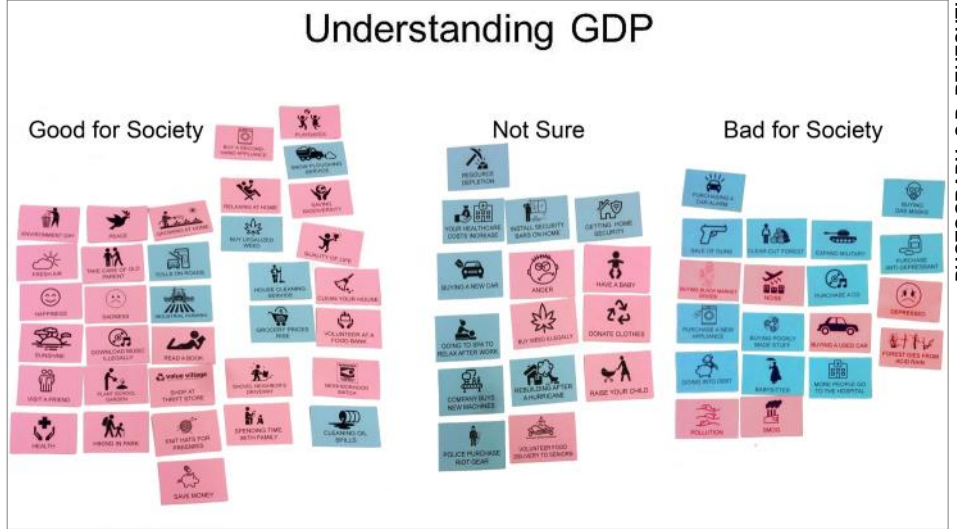 Understanding GDP
Good for Society
BUY A SECOND-
HAND APPLIANCE
PLAYDATES
SNOW PLOUGHING
SERVICE
RELAXING AT HOME
SAVING
BIODIVERSITY
ENVIRONMENT DAY
PEACE
GROWING AT HOME
BUY LEGALIZED
WEED
QUALITY OF LIFE
FRESH AIR
TAKE CARE OF OLD
PARENT
TOLLS ON ROADS
HOUSE CLEANING
SERVICE
CLEAN YOUR HOUSE
HAPPINESS
SADNESS
INDUSTRIAL FARMING
GROCERY PRICES
RISE
VOLUNTEER AT A
FOOD BANK
SUNSHINE
DOWNLOAD MUSIC
ILLEGALLY
READ A BOOK
VISIT A FRIEND
PLANT SCHOOL
GARDEN
value village
SHOP AT
THRIFT STORE
SHOVEL NEIGHBOR'S
DRIVEWAY
NEIGHBORHOOD
WATCH
HEALTH
HIKING IN PARK
KNIT HATS FOR
SPENDING TIME
WITH FAMILY
CLEANING OIL
SPILLS
SAVE MONEY
Not Sure
RESOURCE
DEPLETION
YOUR HEALTHCARE
COSTS INCREASE
INSTALL SECURITY
BARS ON HOME
GETTING HOME
SECURITY
BUYING A NEW CAR
ANGER
HAVE A BABY
GOING TO SPA TO
RELAX AFTER WORK
BUY WEED ILLEGALLY
DONATE CLOTHES
COMPANY BUYS
NEW MACHINES
REBUILDING AFTER
A HURRICANE
RAISE YOUR CHILD
POLICE PURCHASE
RIOT GEAR
VOLUNTEER FOOD
DELIVERY TO SENIORS
Bad for Society
PURCHASING A
CAR ALARM
BUYING
GAS MASKS
SALE OF GUNS
CLEAR-CUT FOREST
EXPAND MILITARY
PURCHASE
ANTI-DEPRESSANT
BUYING BLACK MARKET
DRUGS
NOISE
PURCHASE A CD
DEPRESSED
PURCHASE A NEW
APPLIANCE
BUYING POORLY
MADE STUFF
BUYING A USED CAR
FOREST DIES FROM
ACID RAIN
GOING INTO DEBT
BABYSITTER
MORE PEOPLE GO
TO THE HOSPITAL
POLLUTION
SMOG